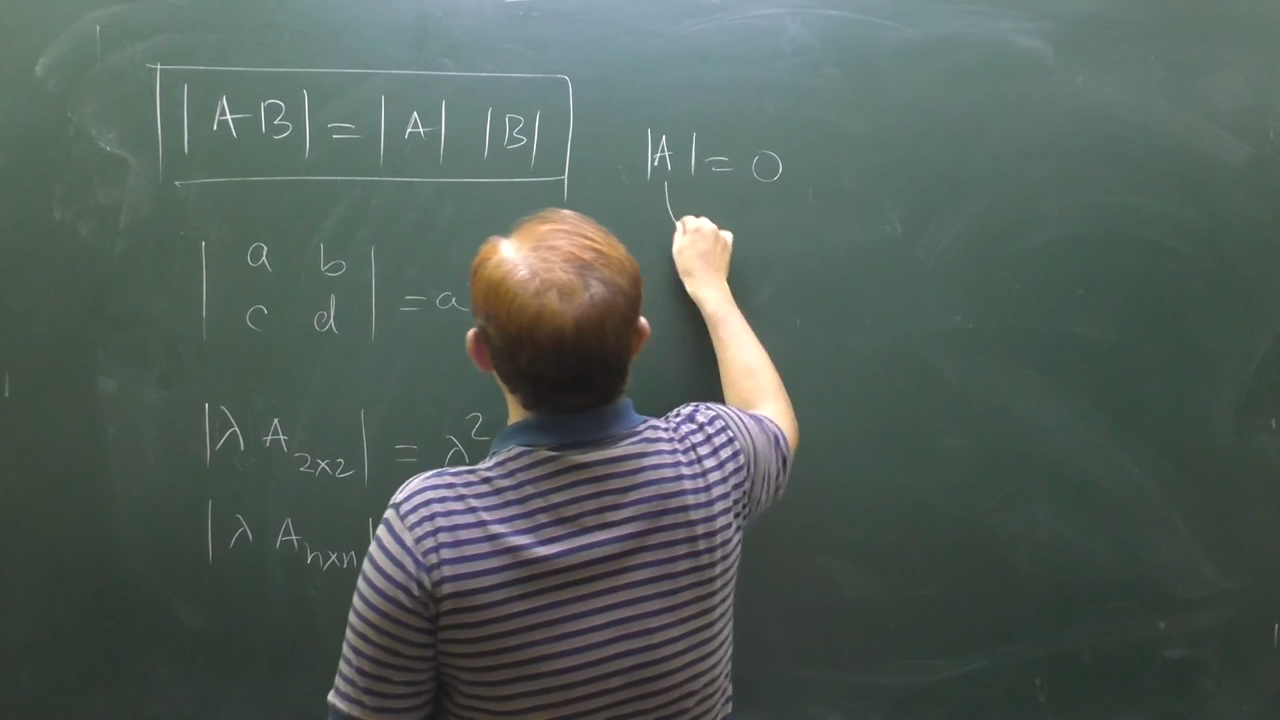 |AB| = |A| |B|
|A| = 0
| a b |
| c d | = a
|λ A₂ₓ₂| = λ²
|λ Aₙₓₙ|